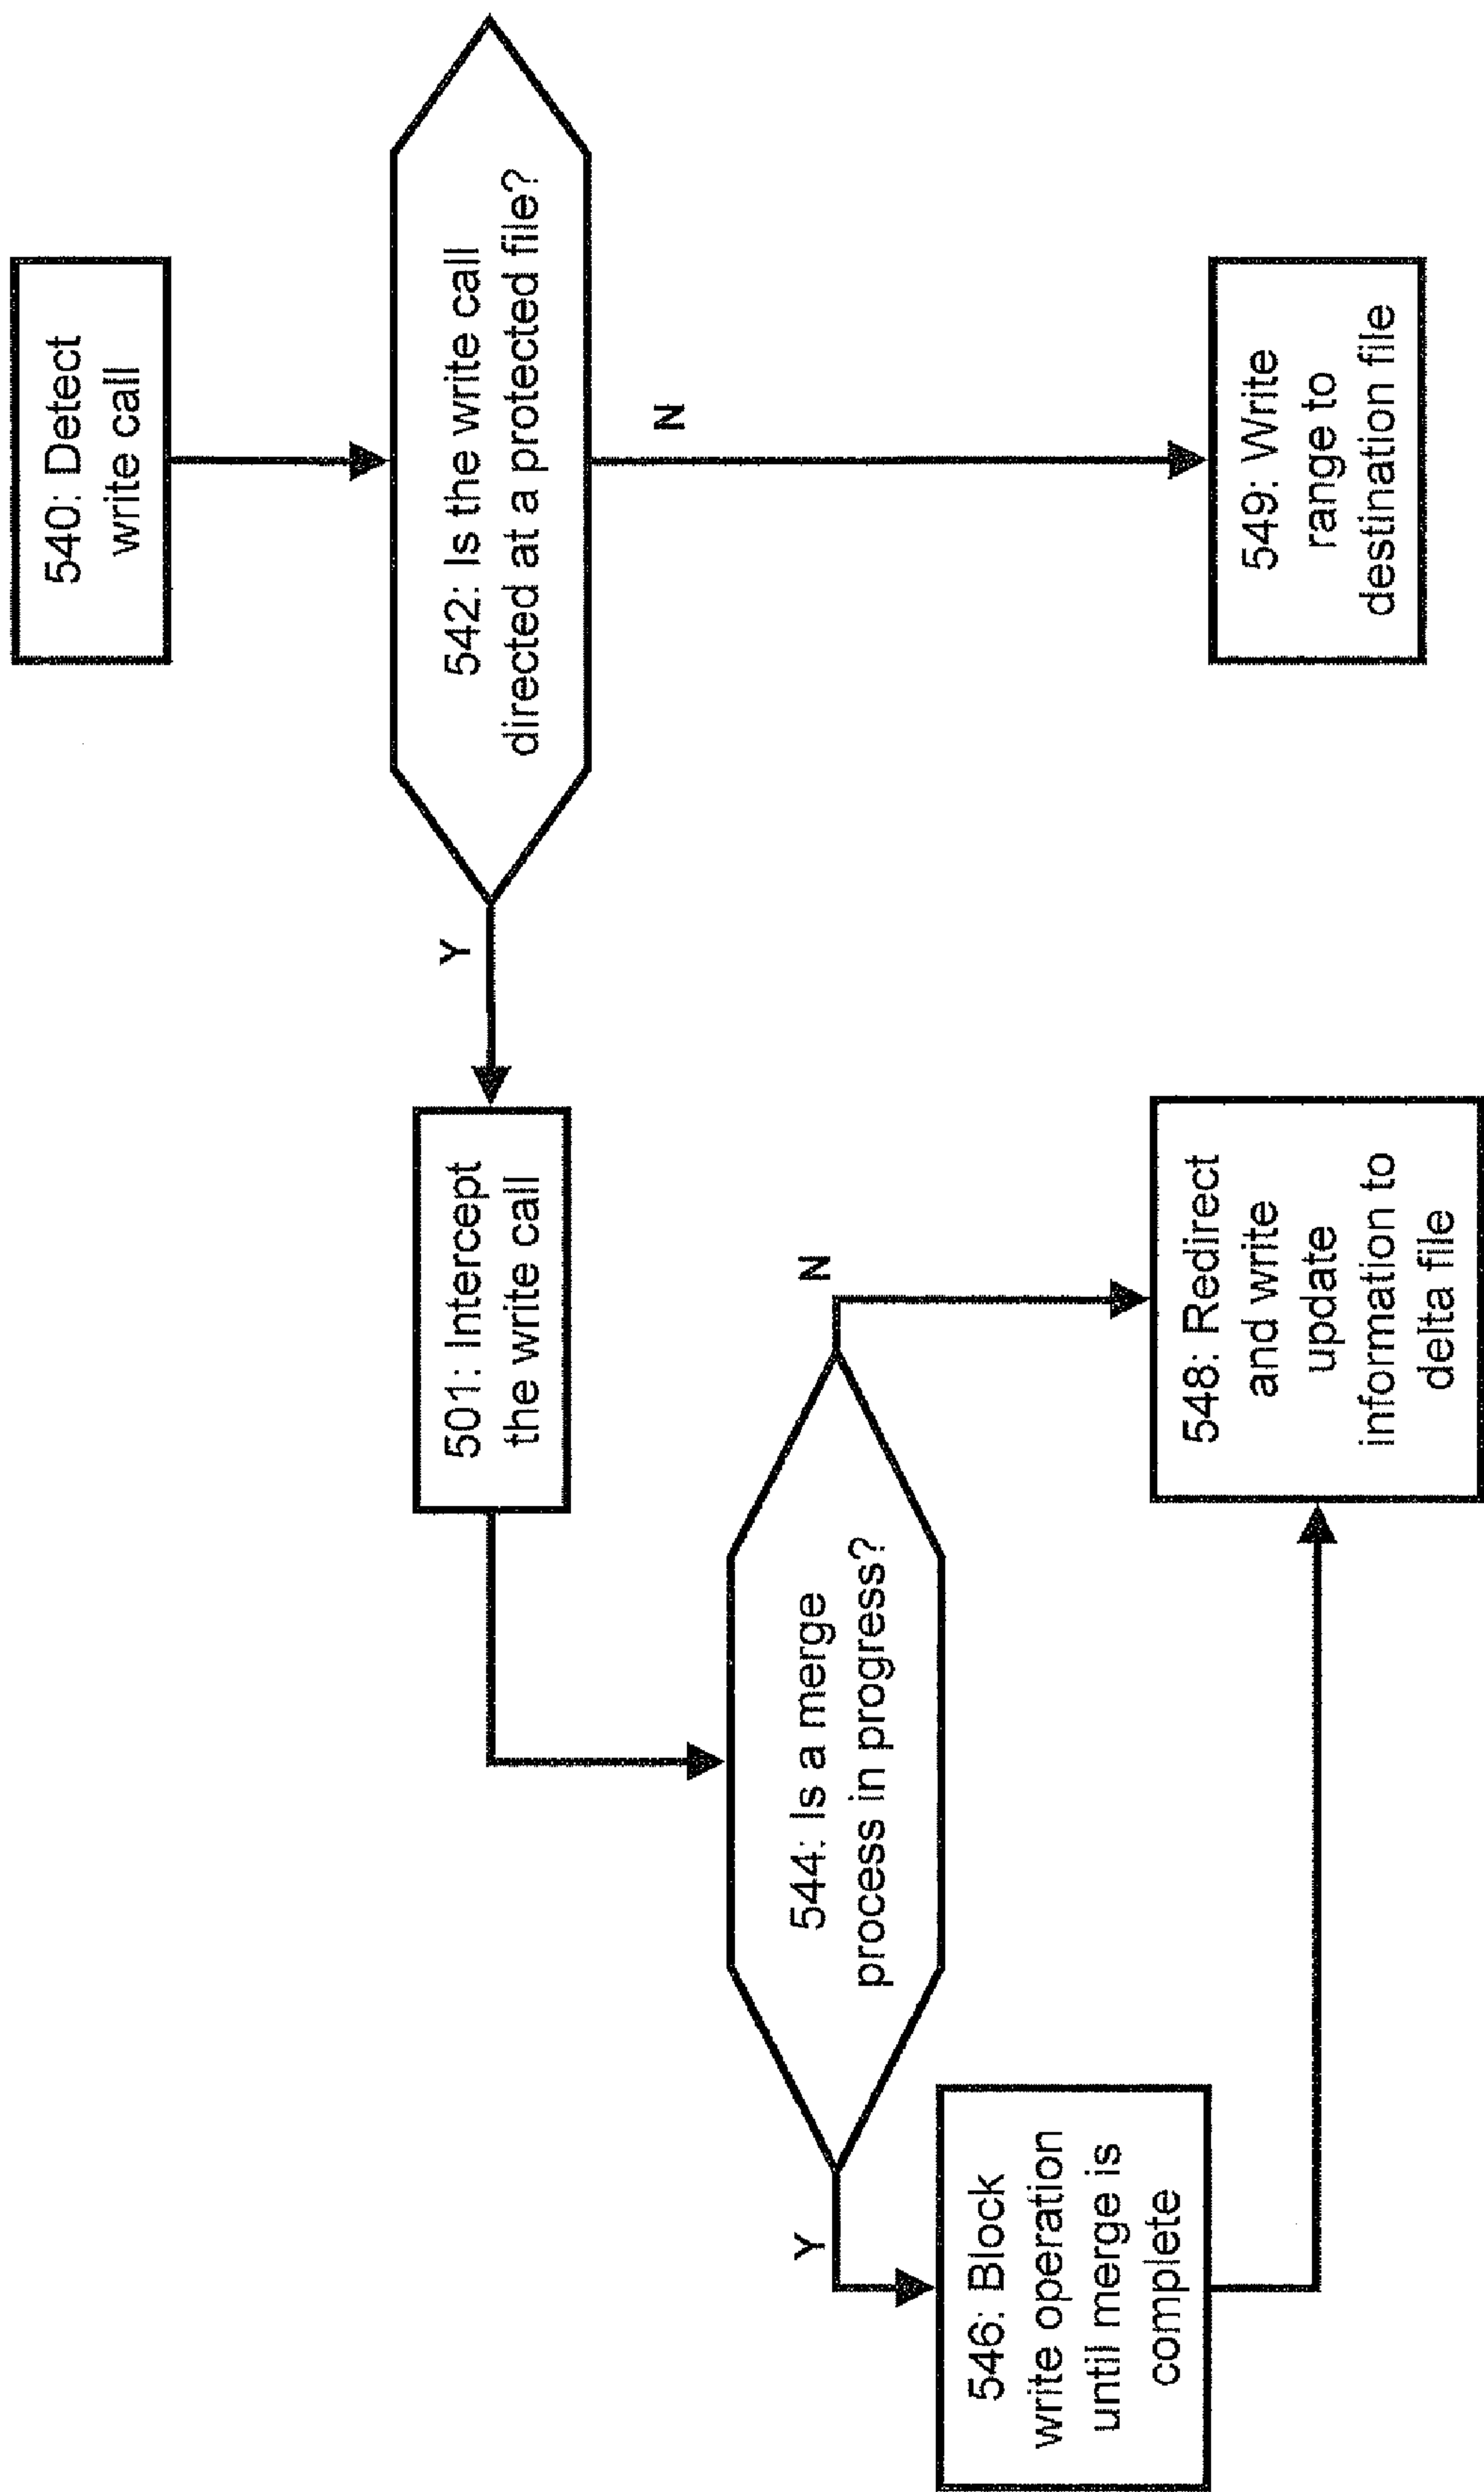 540: Detect
write call
542: Is the write call
directed at a protected file?
Y
N
501: Intercept
the write call
549: Write
range to
destination file
544: Is a merge
process in progress?
Y
N
546: Block
write operation
until merge is
complete
548: Redirect
and write
update
information to
delta file